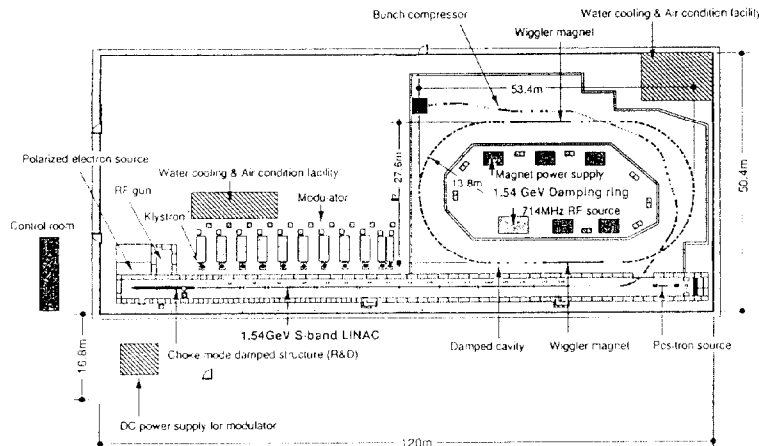 Bunch compressor
Water cooling & Air condition facility
Wiggler magnet
53.4m
Polarized electron source
RF gun
Water cooling & Air condition facility
Modulator
Klystron
27.6m
Magnet power supply
13.8m
1.54 GeV Damping ring
714MHz RF source
50.4m
Control room
1.54GeV S-band LINAC
Choke mode damped structure (R&D)
Damped cavity
Wiggler magnet
Positron source
16.8m
DC power supply for modulator
120m